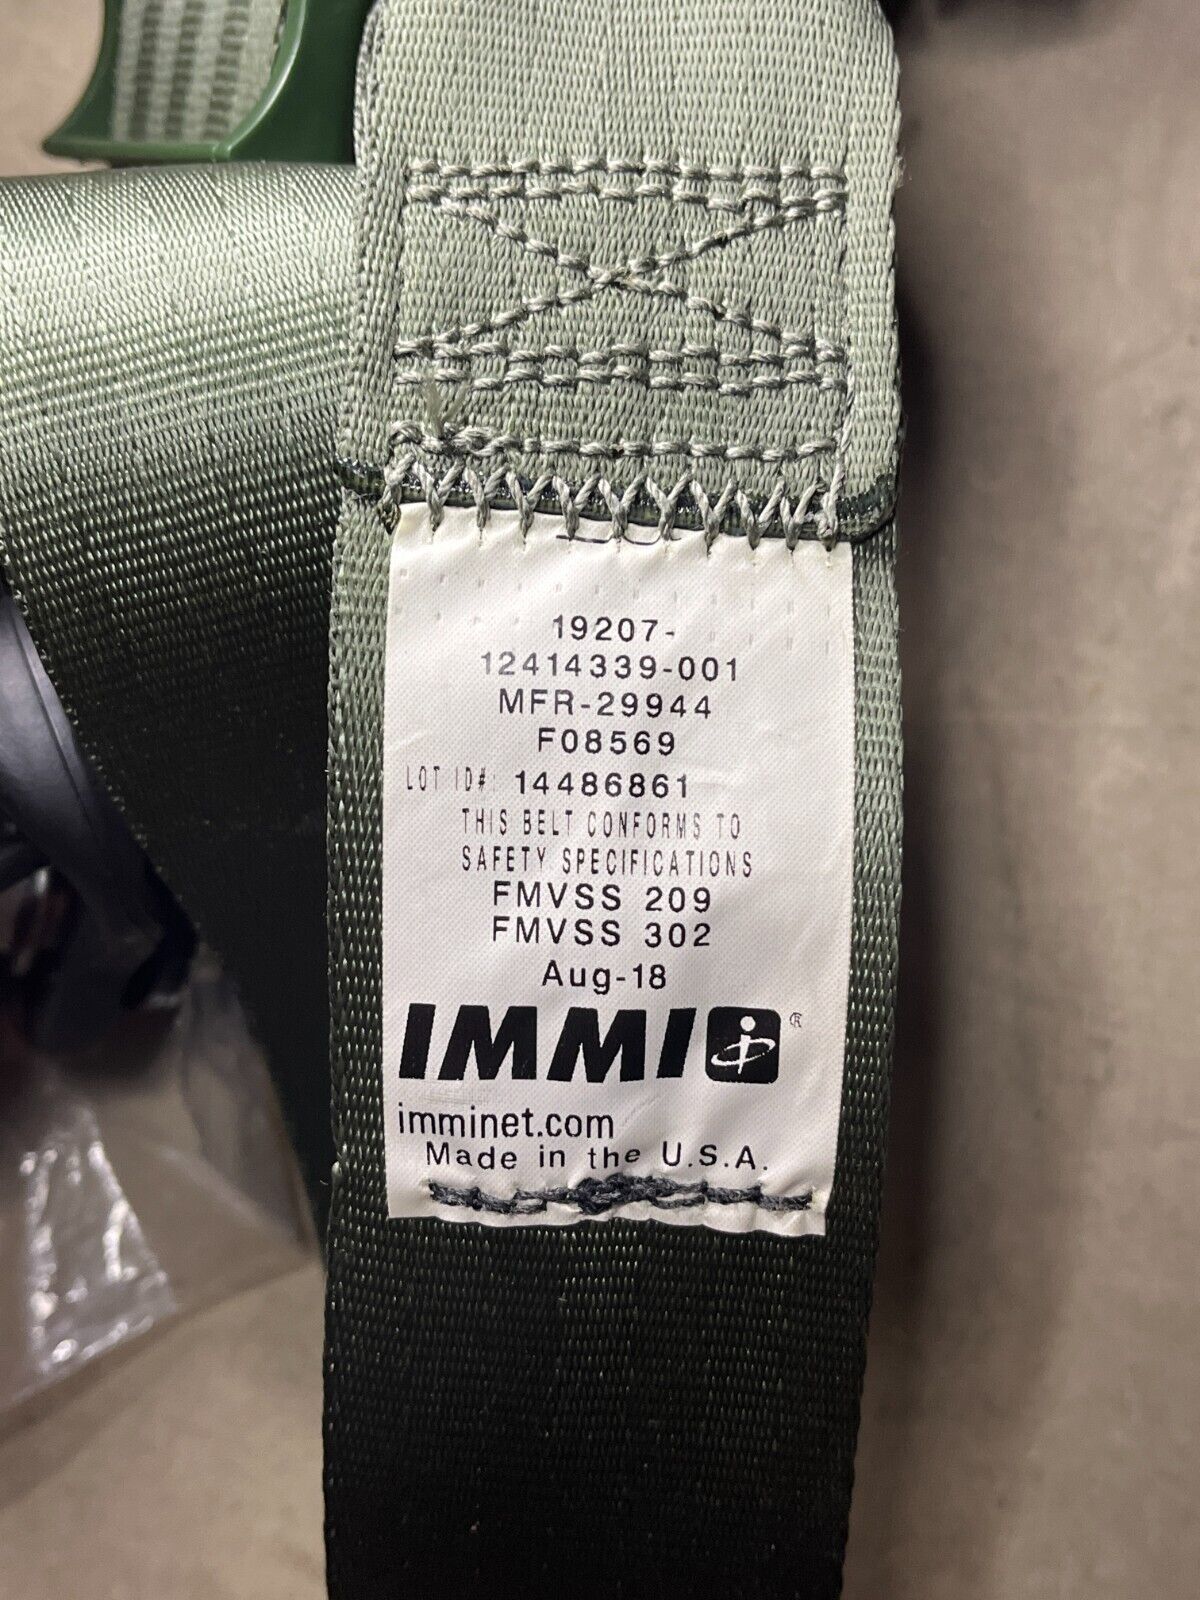 19207-
12414339-001
MFR-29944
F08569
LOT ID#: 14486861
THIS BELT CONFORMS TO
SAFETY SPECIFICATIONS
FMVSS 209
FMVSS 302
Aug-18
IMMI ®
imminet.com
Made in the U.S.A.